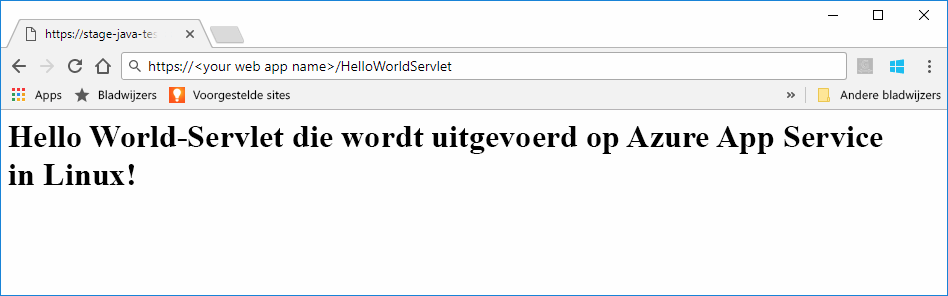 https://stage-java-tes
https://<your web app name>/HelloWorldServlet
Apps Bladwijzers Voorgestelde sites » Andere bladwijzers
Hello World-Servlet die wordt uitgevoerd op Azure App Service
in Linux!